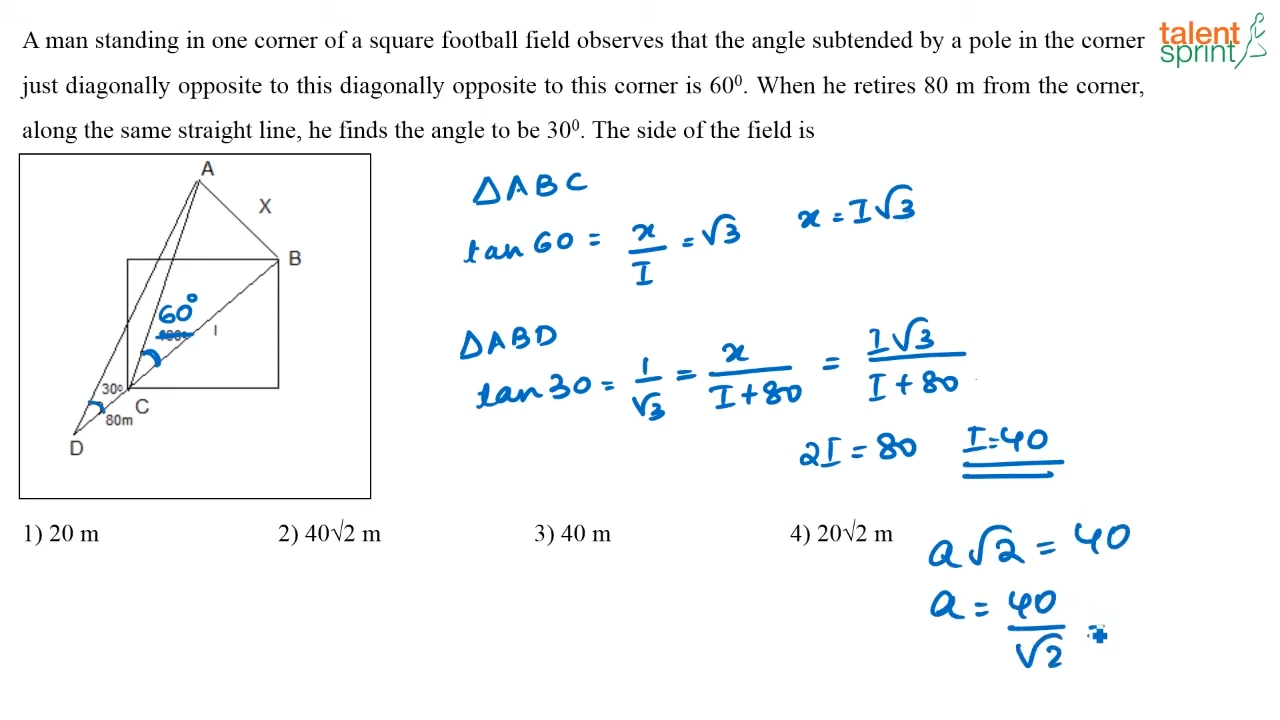 A man standing in one corner of a square football field observes that the angle subtended by a pole in the corner
just diagonally opposite to this diagonally opposite to this corner is 60⁰. When he retires 80 m from the corner,
along the same straight line, he finds the angle to be 30⁰. The side of the field is
talent
sprint
A
X
B
60°
l
30°
C
80m
D
△ABC
tan 60 = x/I = √3
x = I√3
△ABD
tan 30 = 1/√3 = x/(I+80) = I√3/(I+80)
2I = 80
I=40
1) 20 m
2) 40√2 m
3) 40 m
4) 20√2 m
a√2 = 40
a = 40/√2 =